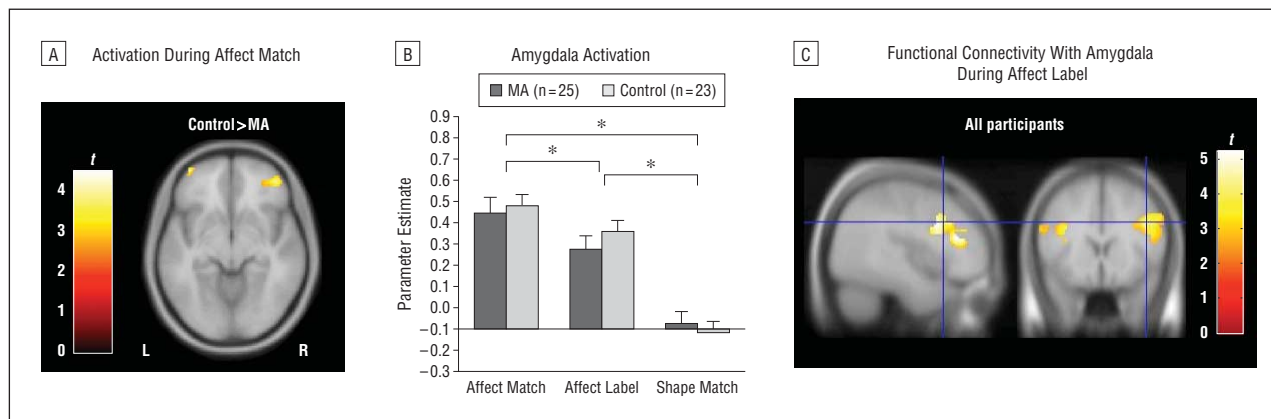 A Activation During Affect Match
Control>MA
t
4
3
2
1
0
L R
B Amygdala Activation
MA (n=25) Control (n=23)
Parameter Estimate
0.9
0.8
0.7
0.6
0.5
0.4
0.3
0.2
0.1
0.0
−0.1
−0.2
−0.3
*
* *
Affect Match Affect Label Shape Match
C Functional Connectivity With Amygdala
During Affect Label
All participants
t
5
4
3
2
1
0